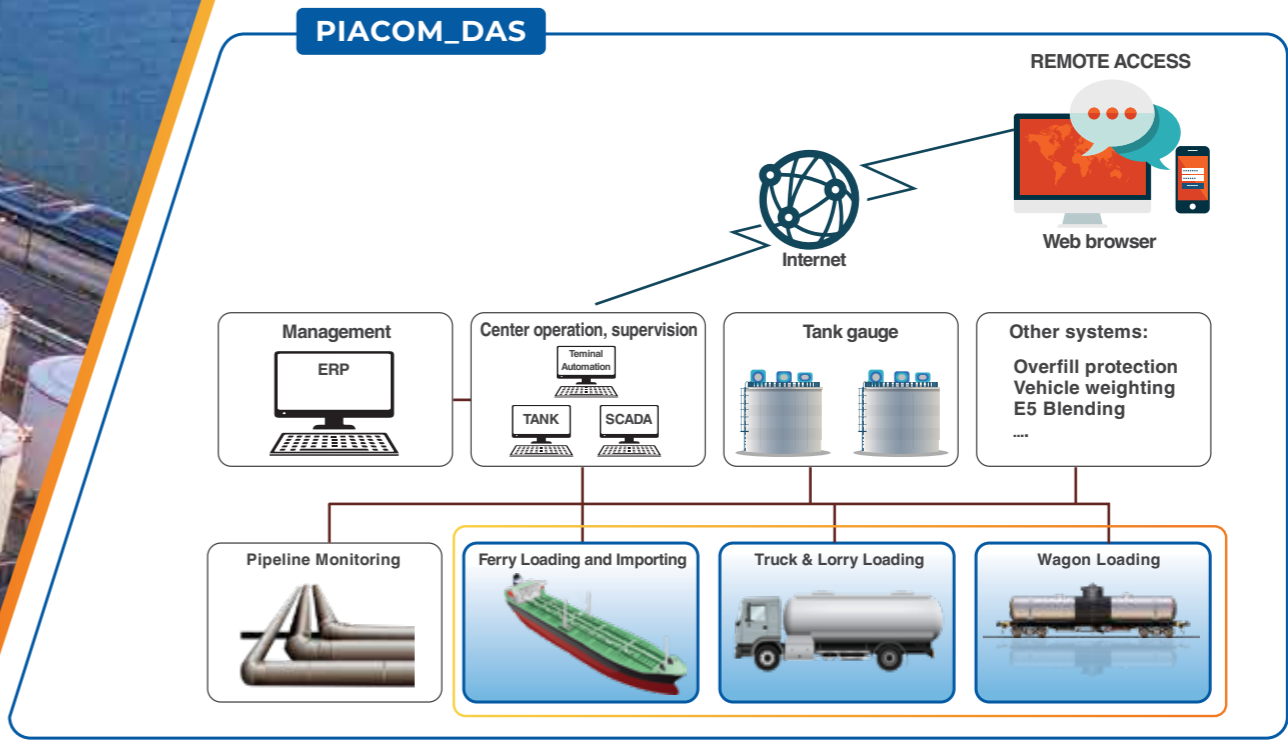 PIACOM_DAS
REMOTE ACCESS
Web browser
Internet
Management
ERP
Center operation, supervision
Teminal
Automation
TANK
SCADA
Tank gauge
Other systems:
Overfill protection
Vehicle weighting
E5 Blending
....
Pipeline Monitoring
Ferry Loading and Importing
Truck & Lorry Loading
Wagon Loading